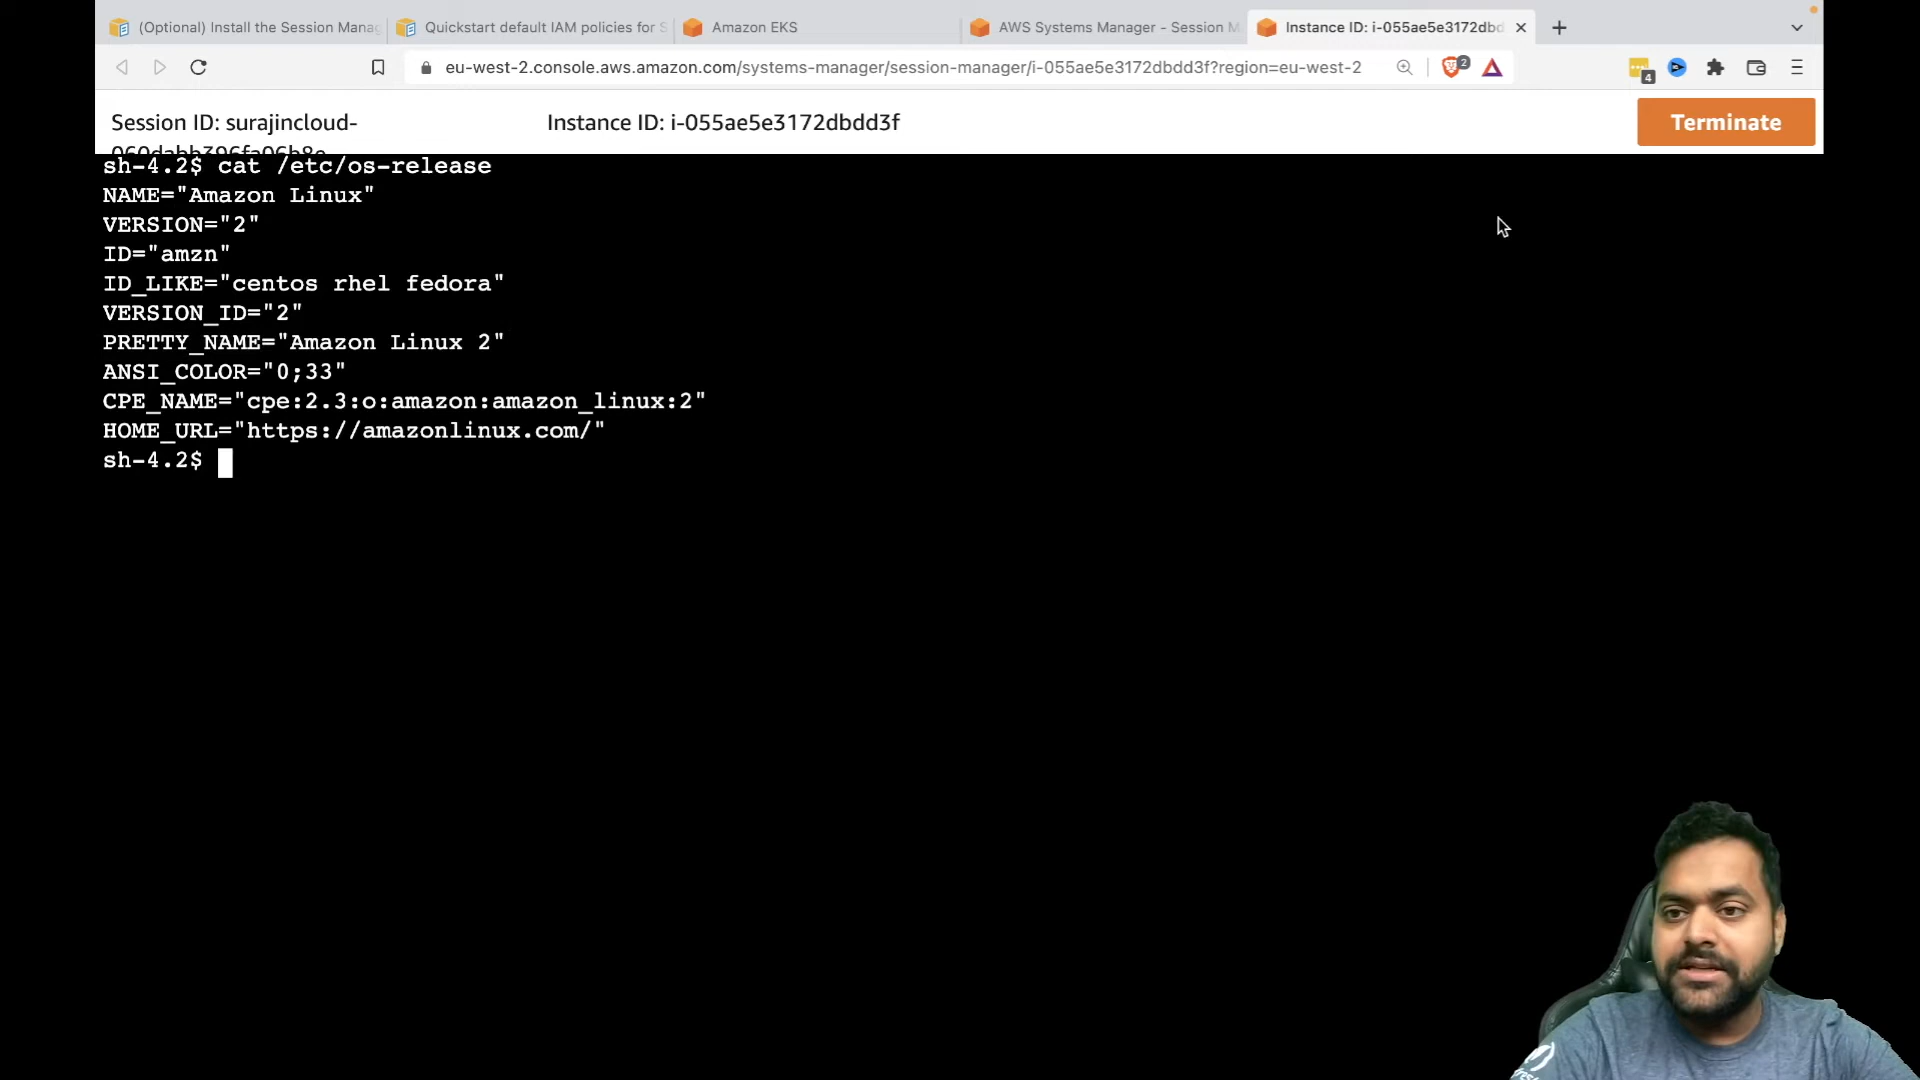 (Optional) Install the Session Manag
Quickstart default IAM policies for S
Amazon EKS
AWS Systems Manager - Session M
Instance ID: i-055ae5e3172dbd
eu-west-2.console.aws.amazon.com/systems-manager/session-manager/i-055ae5e3172dbdd3f?region=eu-west-2
2
4
Session ID: surajincloud-
Instance ID: i-055ae5e3172dbdd3f
Terminate
sh-4.2$ cat /etc/os-release
NAME="Amazon Linux"
VERSION="2"
ID="amzn"
ID_LIKE="centos rhel fedora"
VERSION_ID="2"
PRETTY_NAME="Amazon Linux 2"
ANSI_COLOR="0;33"
CPE_NAME="cpe:2.3:o:amazon:amazon_linux:2"
HOME_URL="https://amazonlinux.com/"
sh-4.2$